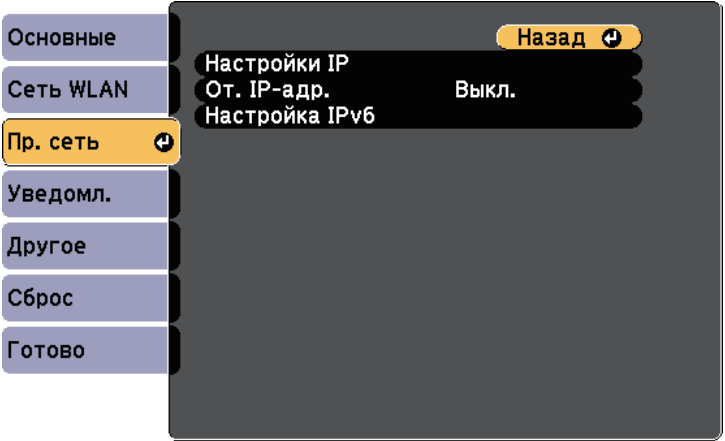 Основные
Сеть WLAN
Пр. сеть
Уведомл.
Другое
Сброс
Готово
Назад
Настройки IP
От. IP-адр. Выкл.
Настройка IPv6